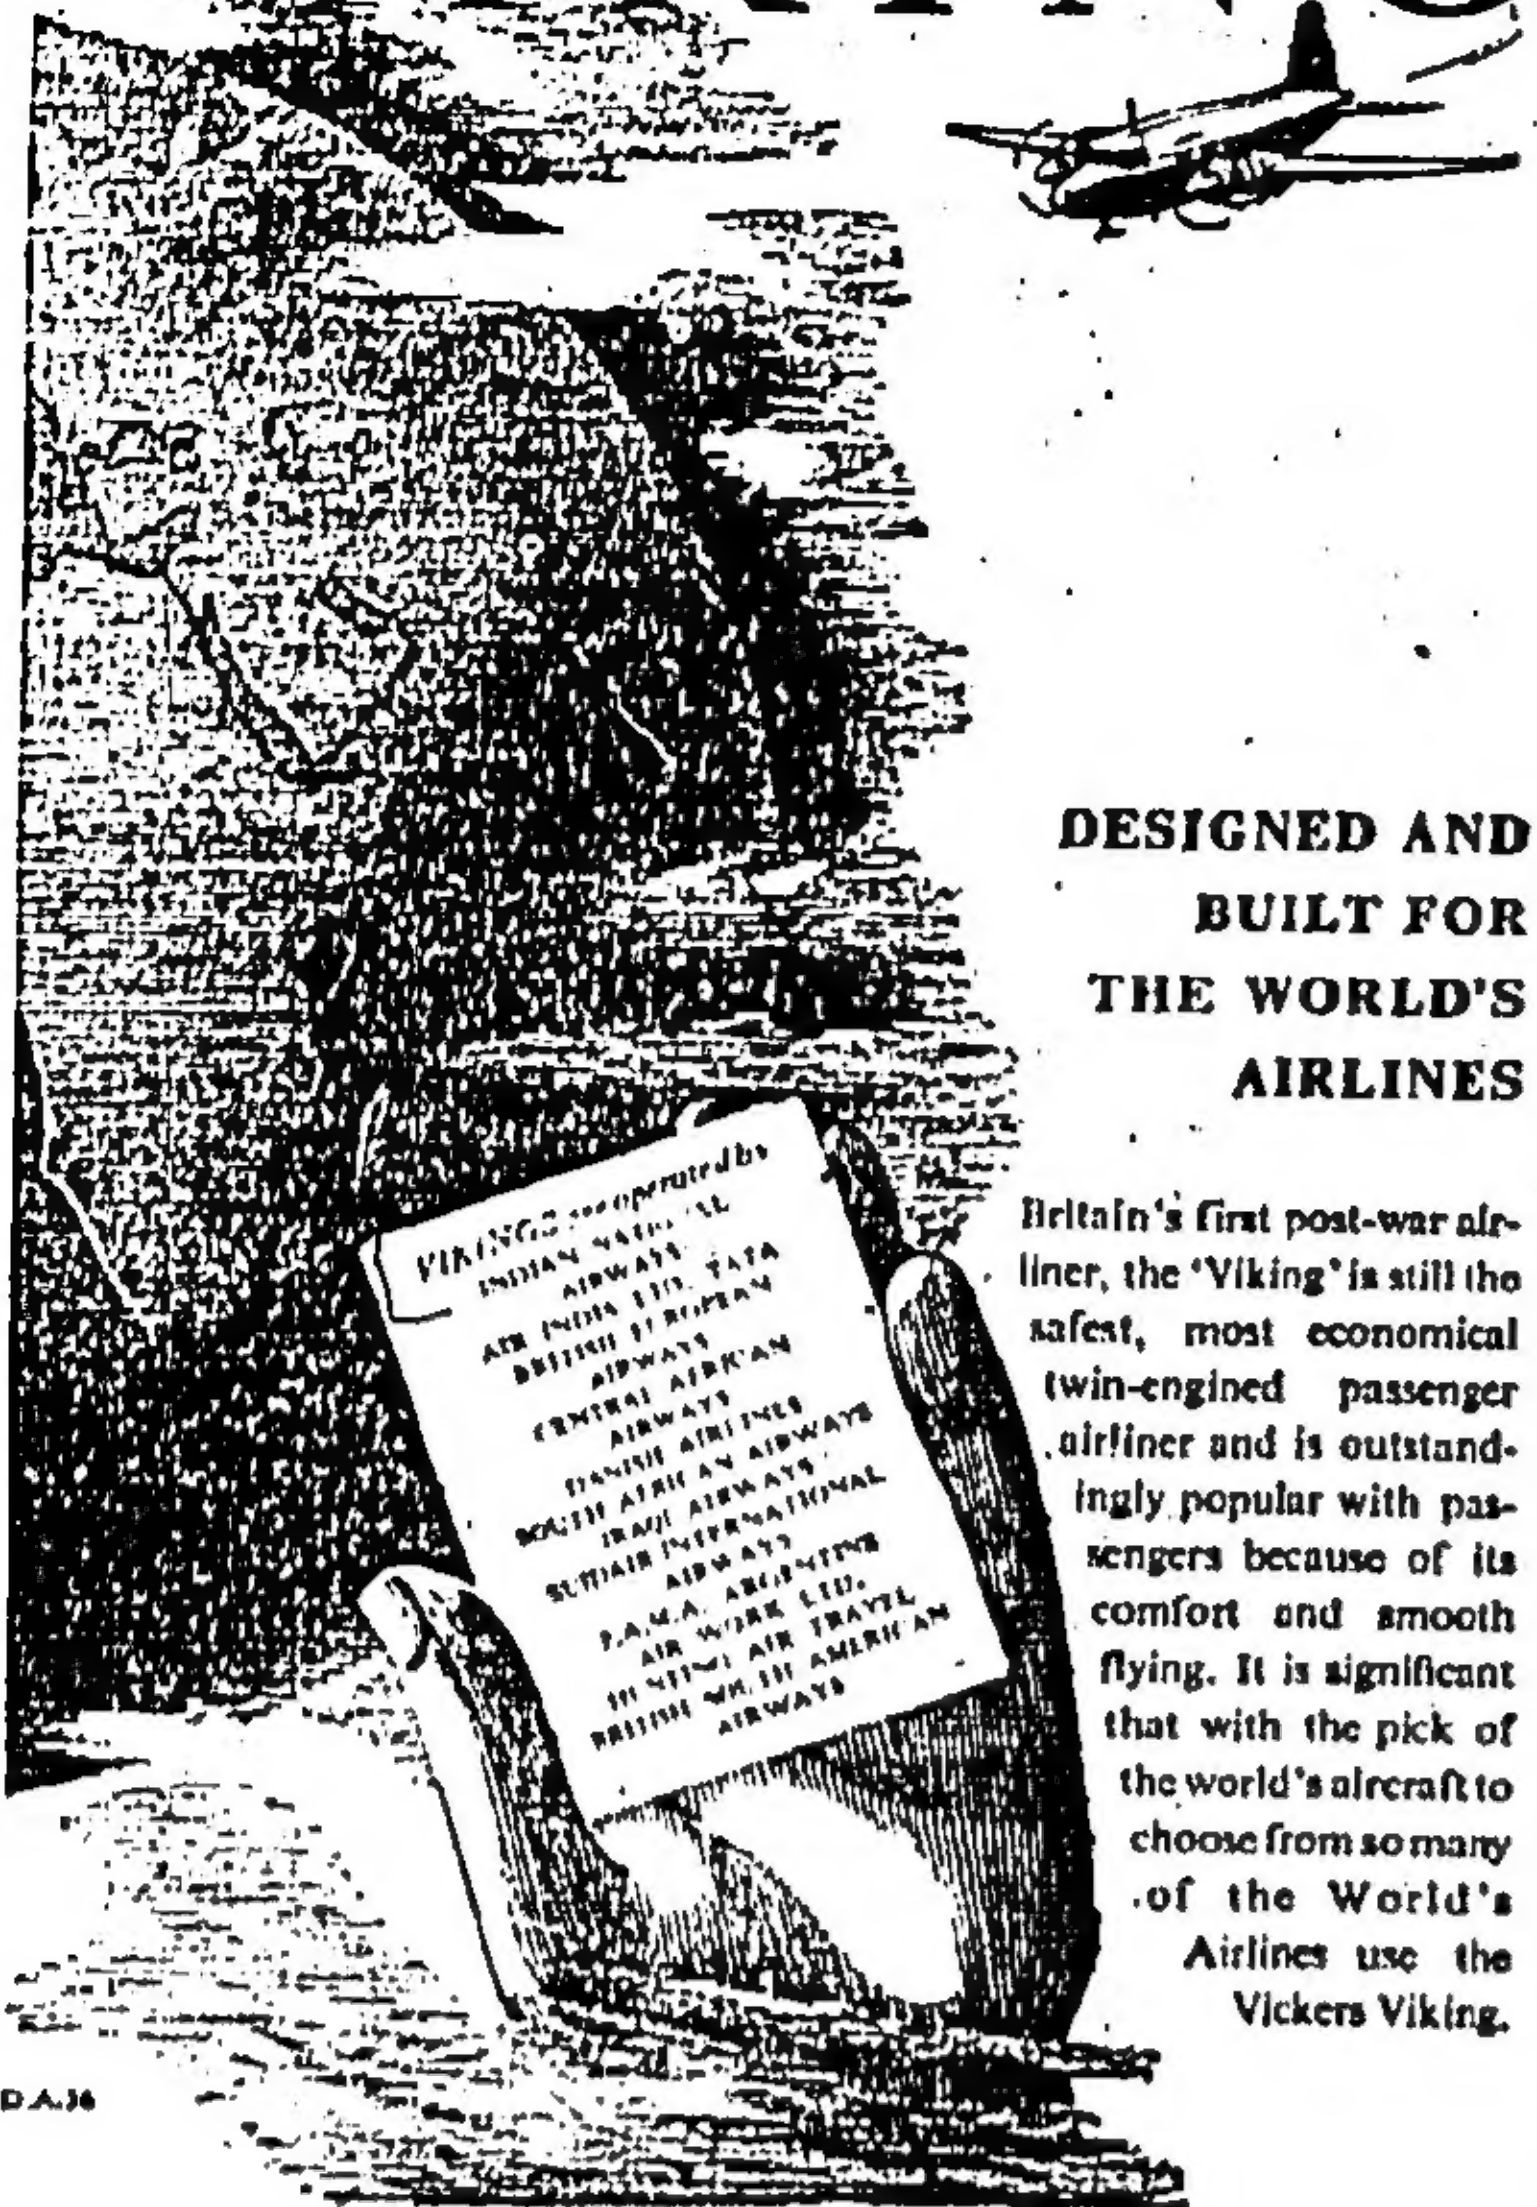 DESIGNED AND
BUILT FOR
THE WORLD'S
AIRLINES
VIKINGS are operated by
INDIAN NATIONAL
AIRWAYS
AIR INDIA LTD. TATA
BRITISH EUROPEAN
AIRWAYS
CENTRAL AFRICAN
AIRWAYS
DANISH AIRLINES
SOUTH AFRICAN AIRWAYS
IRAQI AIRWAYS
SUIDAIR INTERNATIONAL
AIRWAYS
F.A.M.A. ARGENTINE
AIR WORK LTD.
HUNTING AIR TRAVEL
BRITISH SOUTH AMERICAN
AIRWAYS
Britain's first post-war air-
liner, the 'Viking' is still the
safest, most economical
twin-engined passenger
airliner and is outstand-
ingly popular with pas-
sengers because of its
comfort and smooth
flying. It is significant
that with the pick of
the world's aircraft to
choose from so many
of the World's
Airlines use the
Vickers Viking.
D.A.36